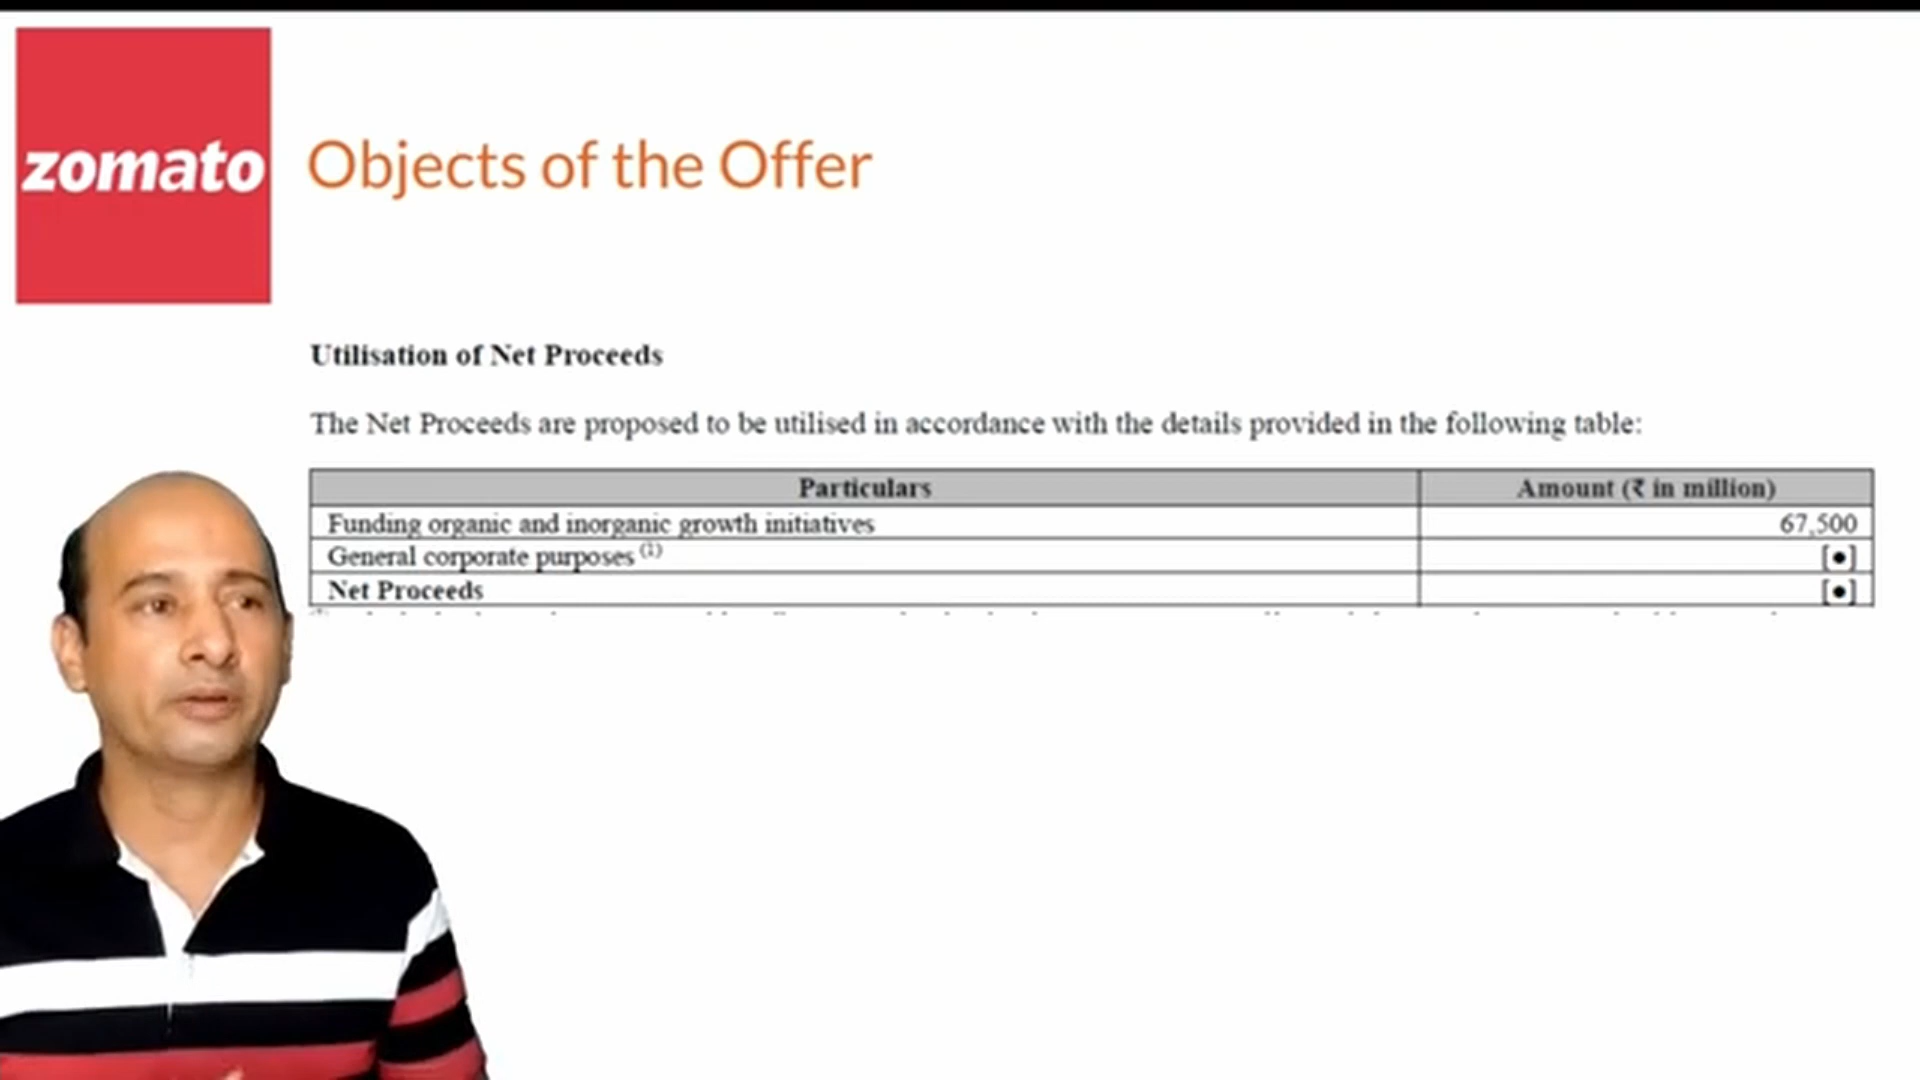 zomato
Objects of the Offer
Utilisation of Net Proceeds
The Net Proceeds are proposed to be utilised in accordance with the details provided in the following table:
Particulars Amount (₹ in million)
Funding organic and inorganic growth initiatives 67,500
General corporate purposes (1) [●]
Net Proceeds [●]